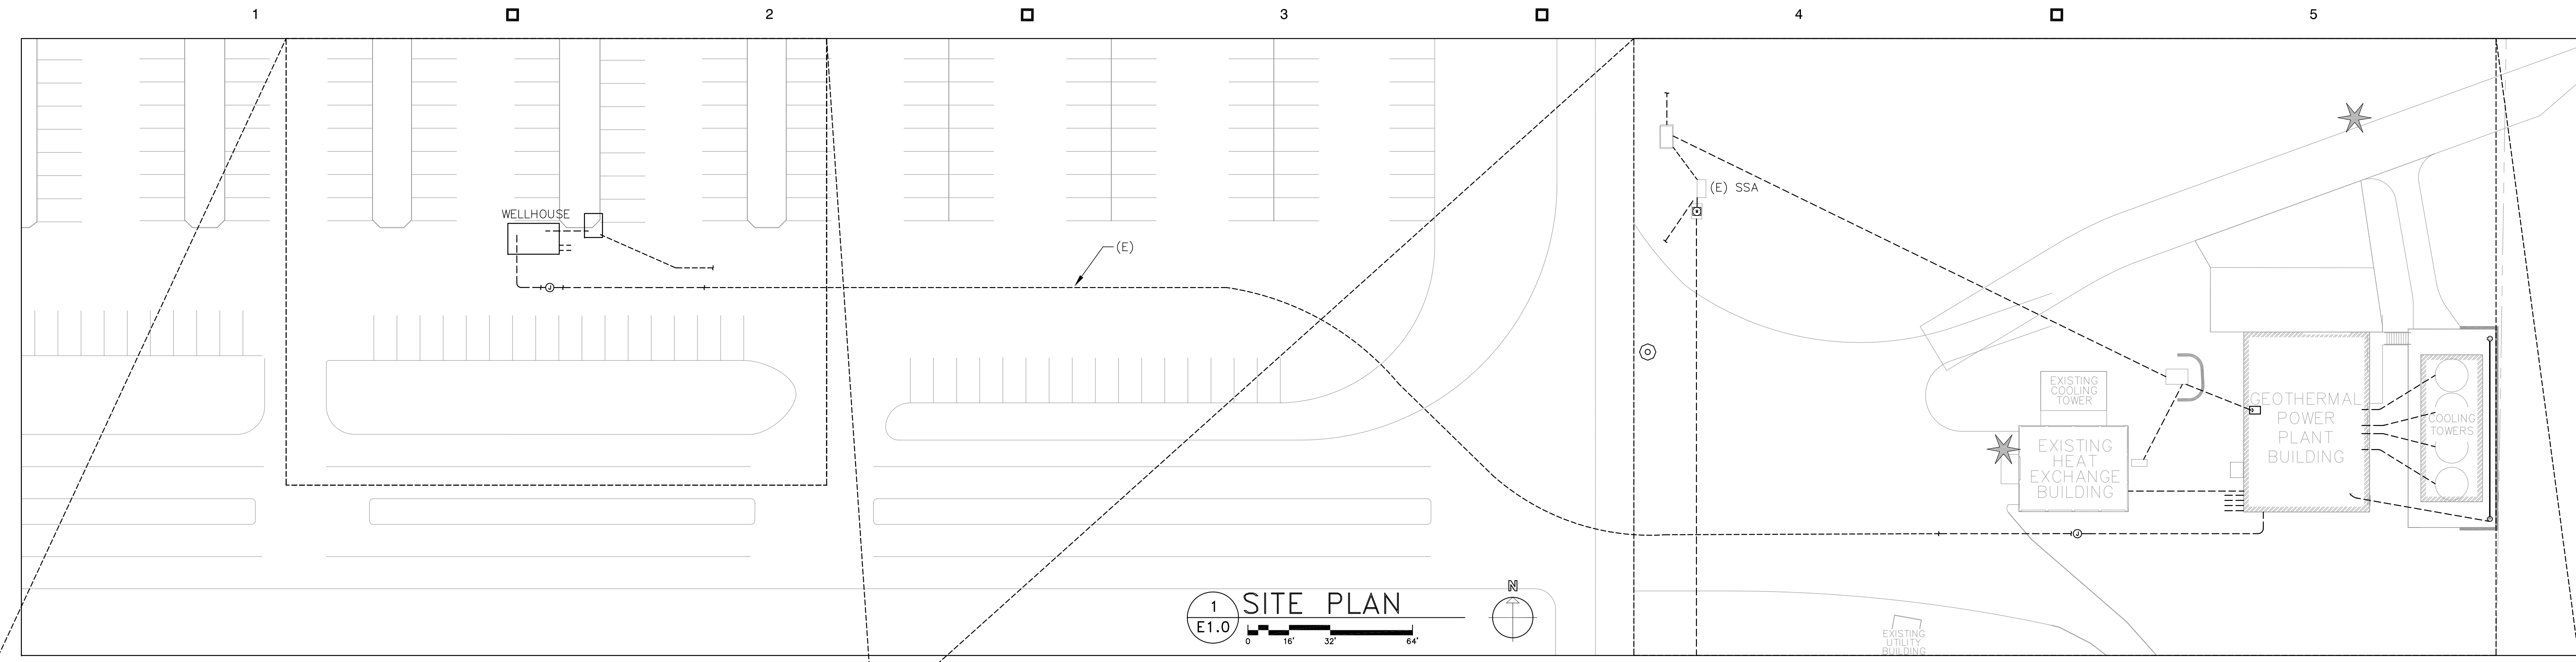 1
2
3
4
5
WELLHOUSE
(E) SSA
(E)
EXISTING
COOLING
TOWER
GEOTHERMAL
POWER
PLANT
BUILDING
COOLING
TOWERS
EXISTING
HEAT
EXCHANGE
BUILDING
J
J
N
1
E1.0
SITE PLAN
0 16' 32' 64'
EXISTING
UTILITY
BUILDING